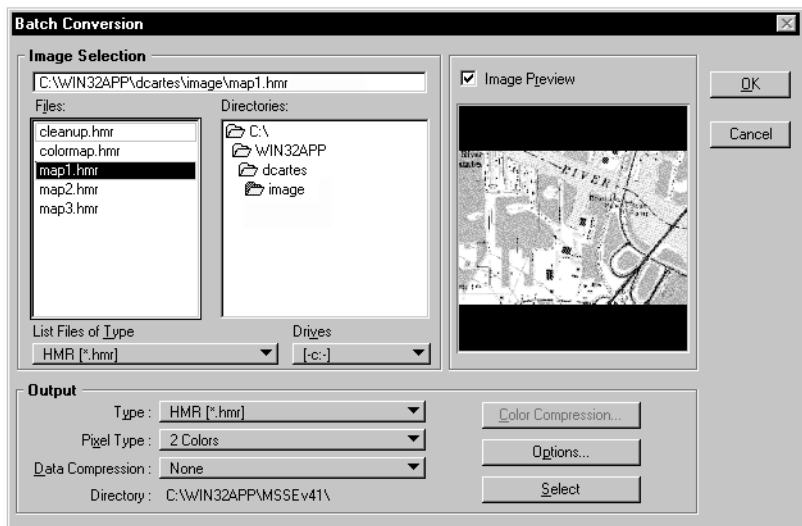 Batch Conversion
Image Selection
C:\WIN32APP\dcartes\image\map1.hmr
Files:
cleanup.hmr
colormap.hmr
map1.hmr
map2.hmr
map3.hmr
Directories:
C:\
WIN32APP
dcartes
image
List Files of Type
HMR [*.hmr]
Drives
[-c:-]
Image Preview
RIVER
OK
Cancel
Output
Type : HMR [*.hmr]
Pixel Type : 2 Colors
Data Compression : None
Directory : C:\WIN32APP\MSSEv41\
Color Compression...
Options...
Select